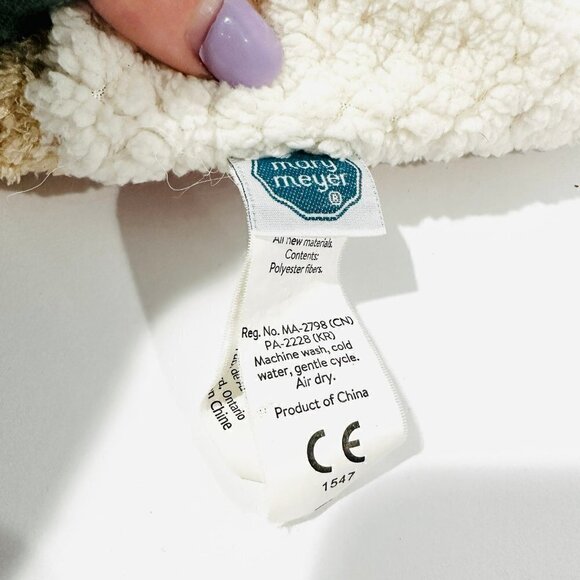 mary
meyer
®
All new materials.
Contents:
Polyester fibers.
Reg. No. MA-2798 (CN)
PA-2228 (KR)
Machine wash, cold
water, gentle cycle.
Air dry.
Product of China
CE
1547
Ontario
Chine